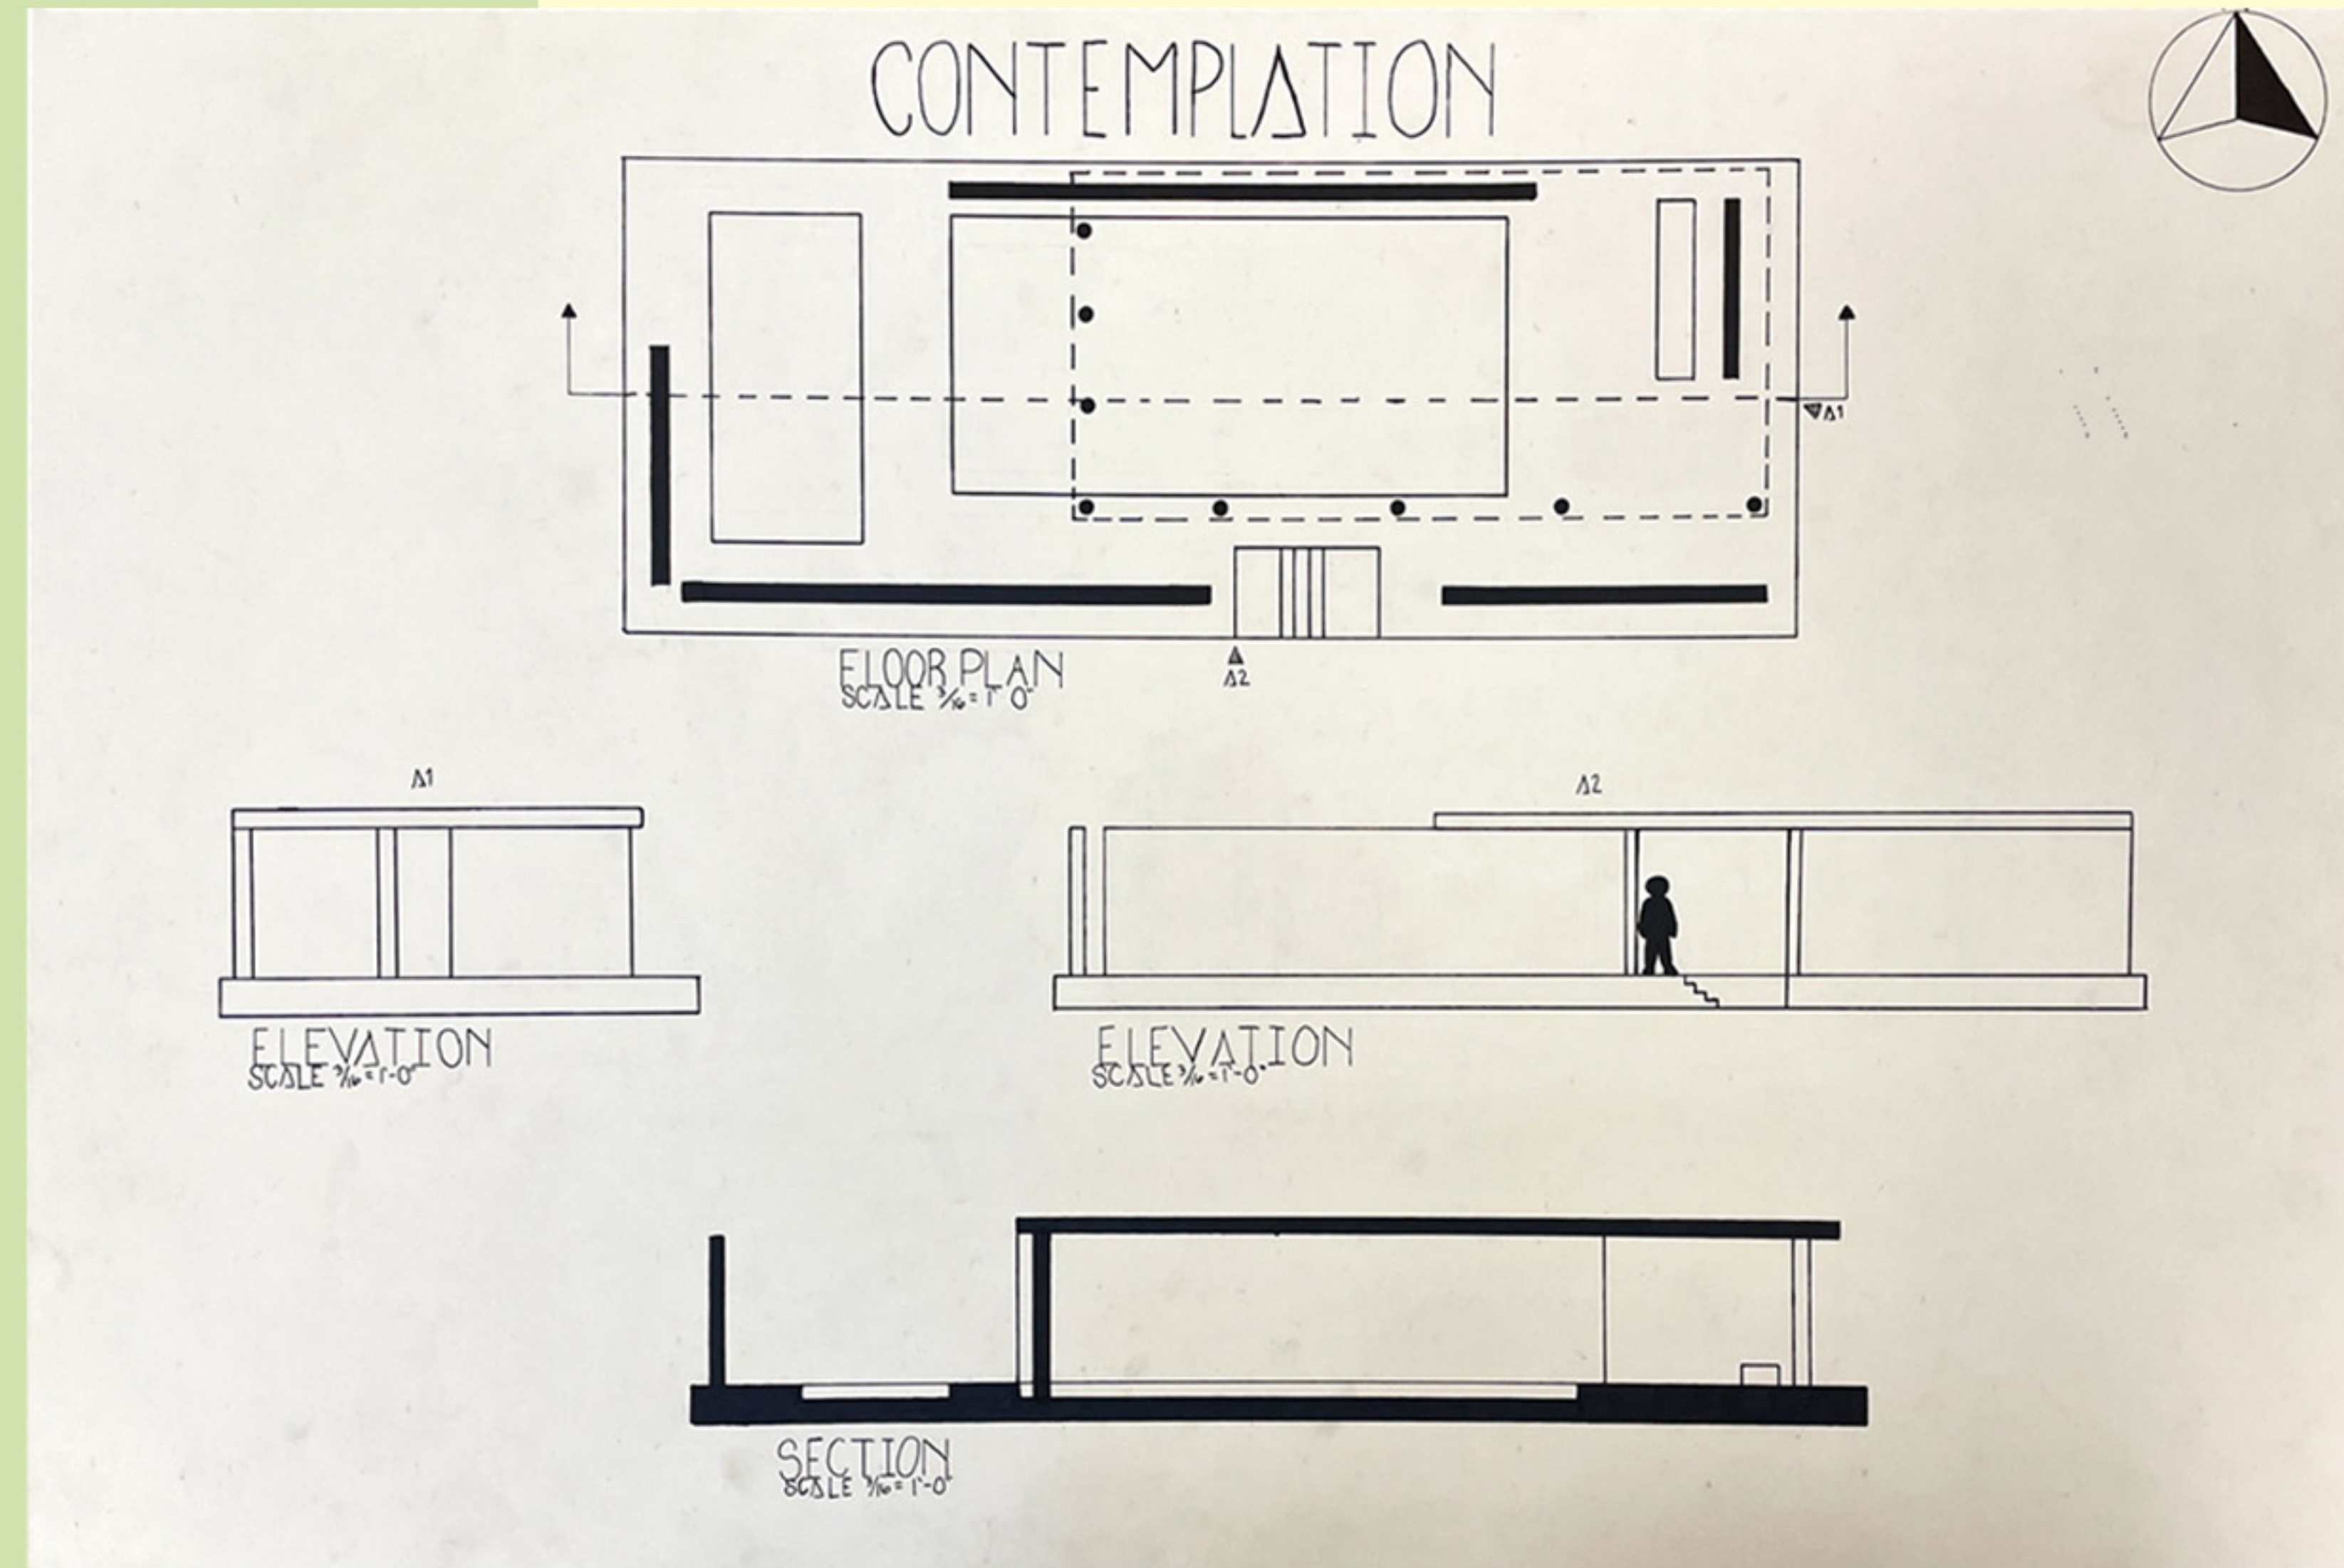 CONTEMPLATION
A1
FLOOR PLAN
SCALE 3/16 = 1' 0"
A2
A1
A2
ELEVATION
SCALE 3/16 = 1'-0"
ELEVATION
SCALE 3/16 = 1'-0"
SECTION
SCALE 3/16 = 1'-0"